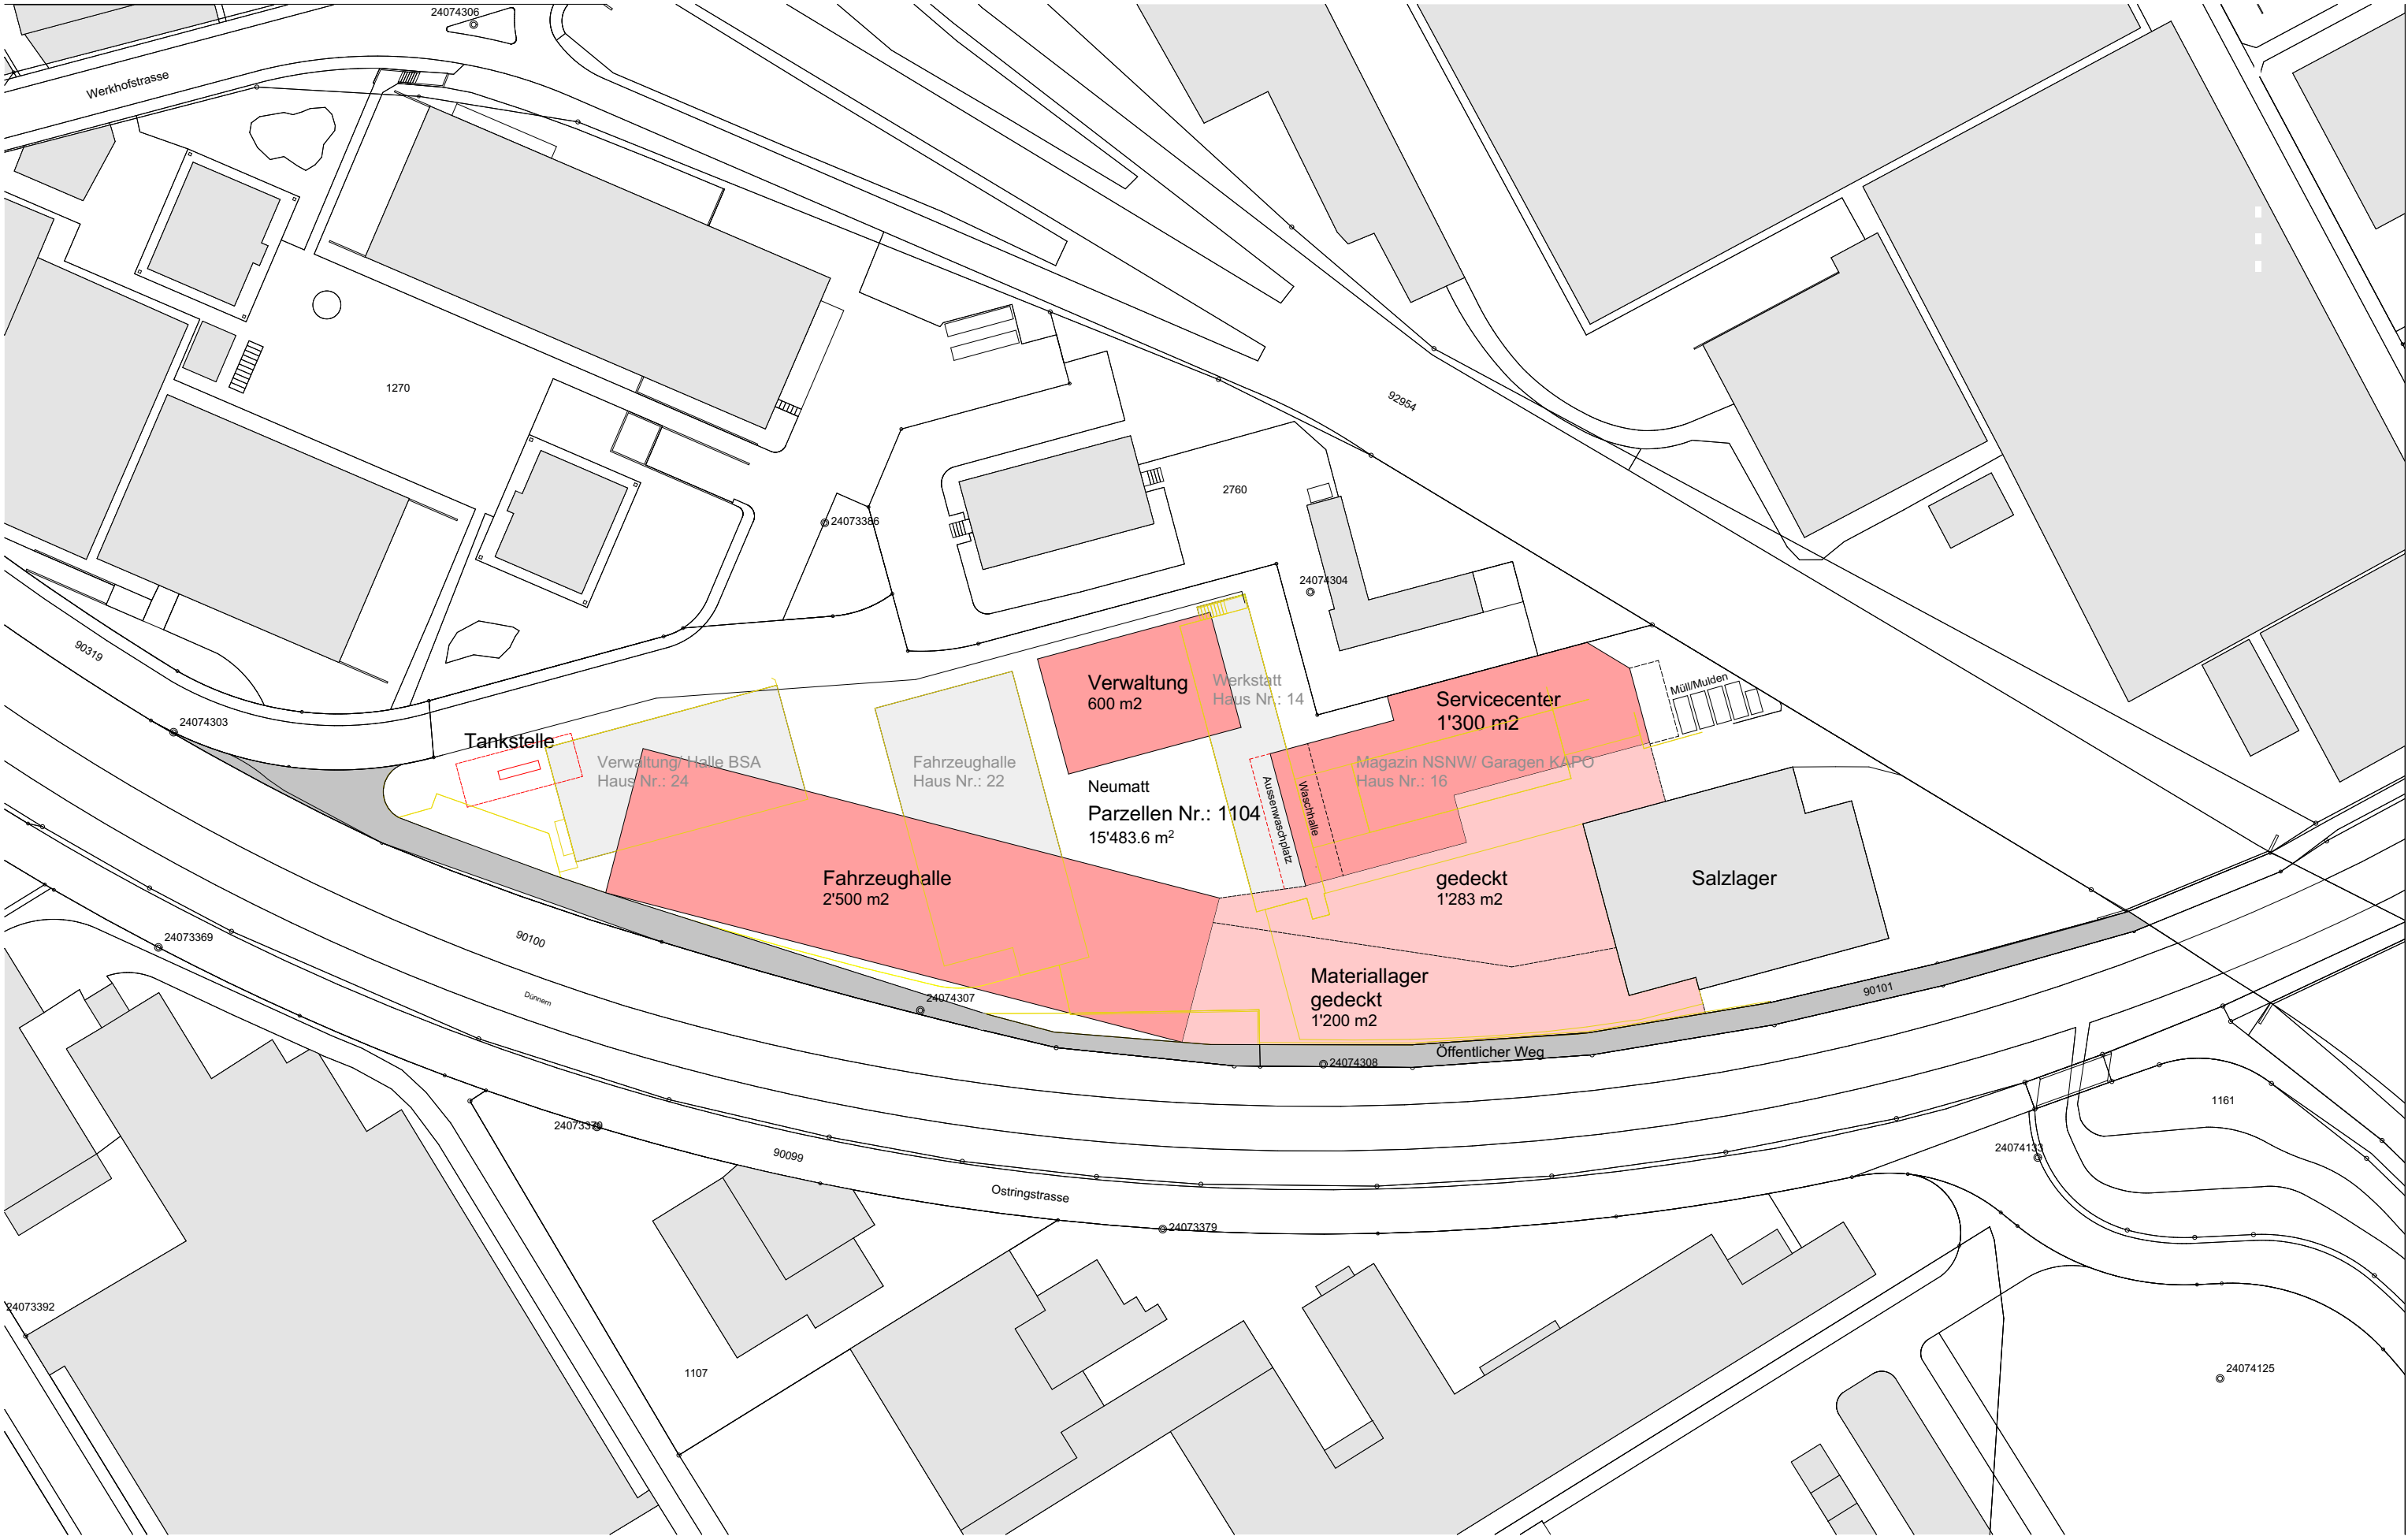 24074306
Werkhofstrasse
1270
92954
2760
24073386
24074304
90319
24074303
Tankstelle
Verwaltung/ Halle BSA
Haus Nr.: 24
Fahrzeughalle
Haus Nr.: 22
Verwaltung
600 m2
Werkstatt
Haus Nr.: 14
Servicecenter
1'300 m2
Müll/Mulden
Magazin NSNW/ Garagen KAPO
Haus Nr.: 16
Neumatt
Parzellen Nr.: 1104
15'483.6 m²
Aussenwaschplatz
Waschhalle
Fahrzeughalle
2'500 m2
gedeckt
1'283 m2
Salzlager
Materiallager
gedeckt
1'200 m2
24073369
90100
Dünnern
24074307
90101
Öffentlicher Weg
24074308
24073370
90099
Ostringstrasse
24073379
24074133
1161
24073392
1107
24074125